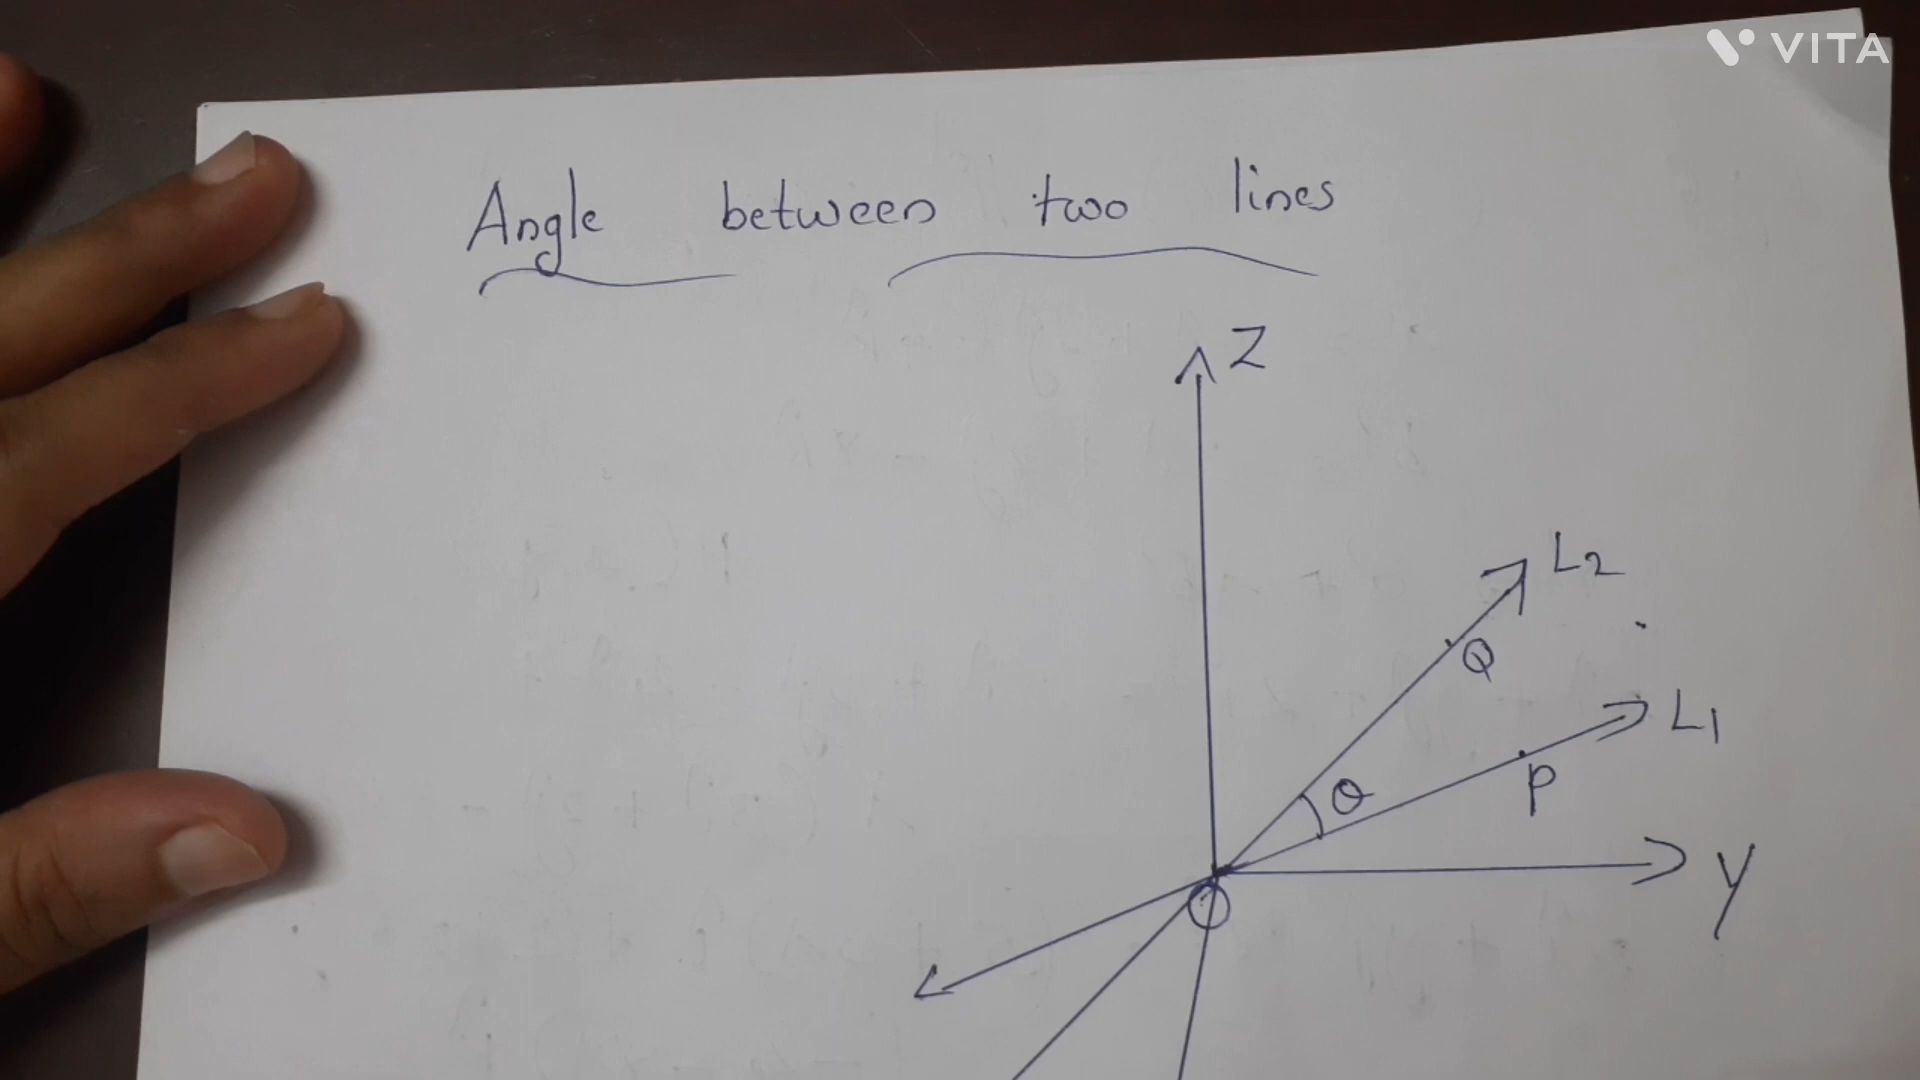 VITA
Angle between two lines
Z
L2
Q
L1
θ
P
y
O